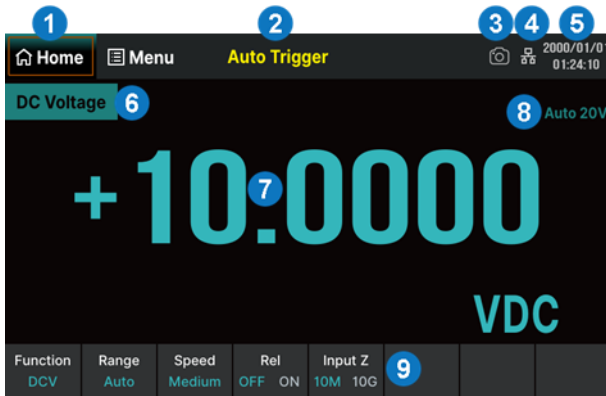 1 2 3 4 5
Home Menu Auto Trigger 2000/01/01
01:24:10
DC Voltage 6 8 Auto 20V
+10.0000
7
VDC
Function Range Speed Rel Input Z 9
DCV Auto Medium OFF ON 10M 10G